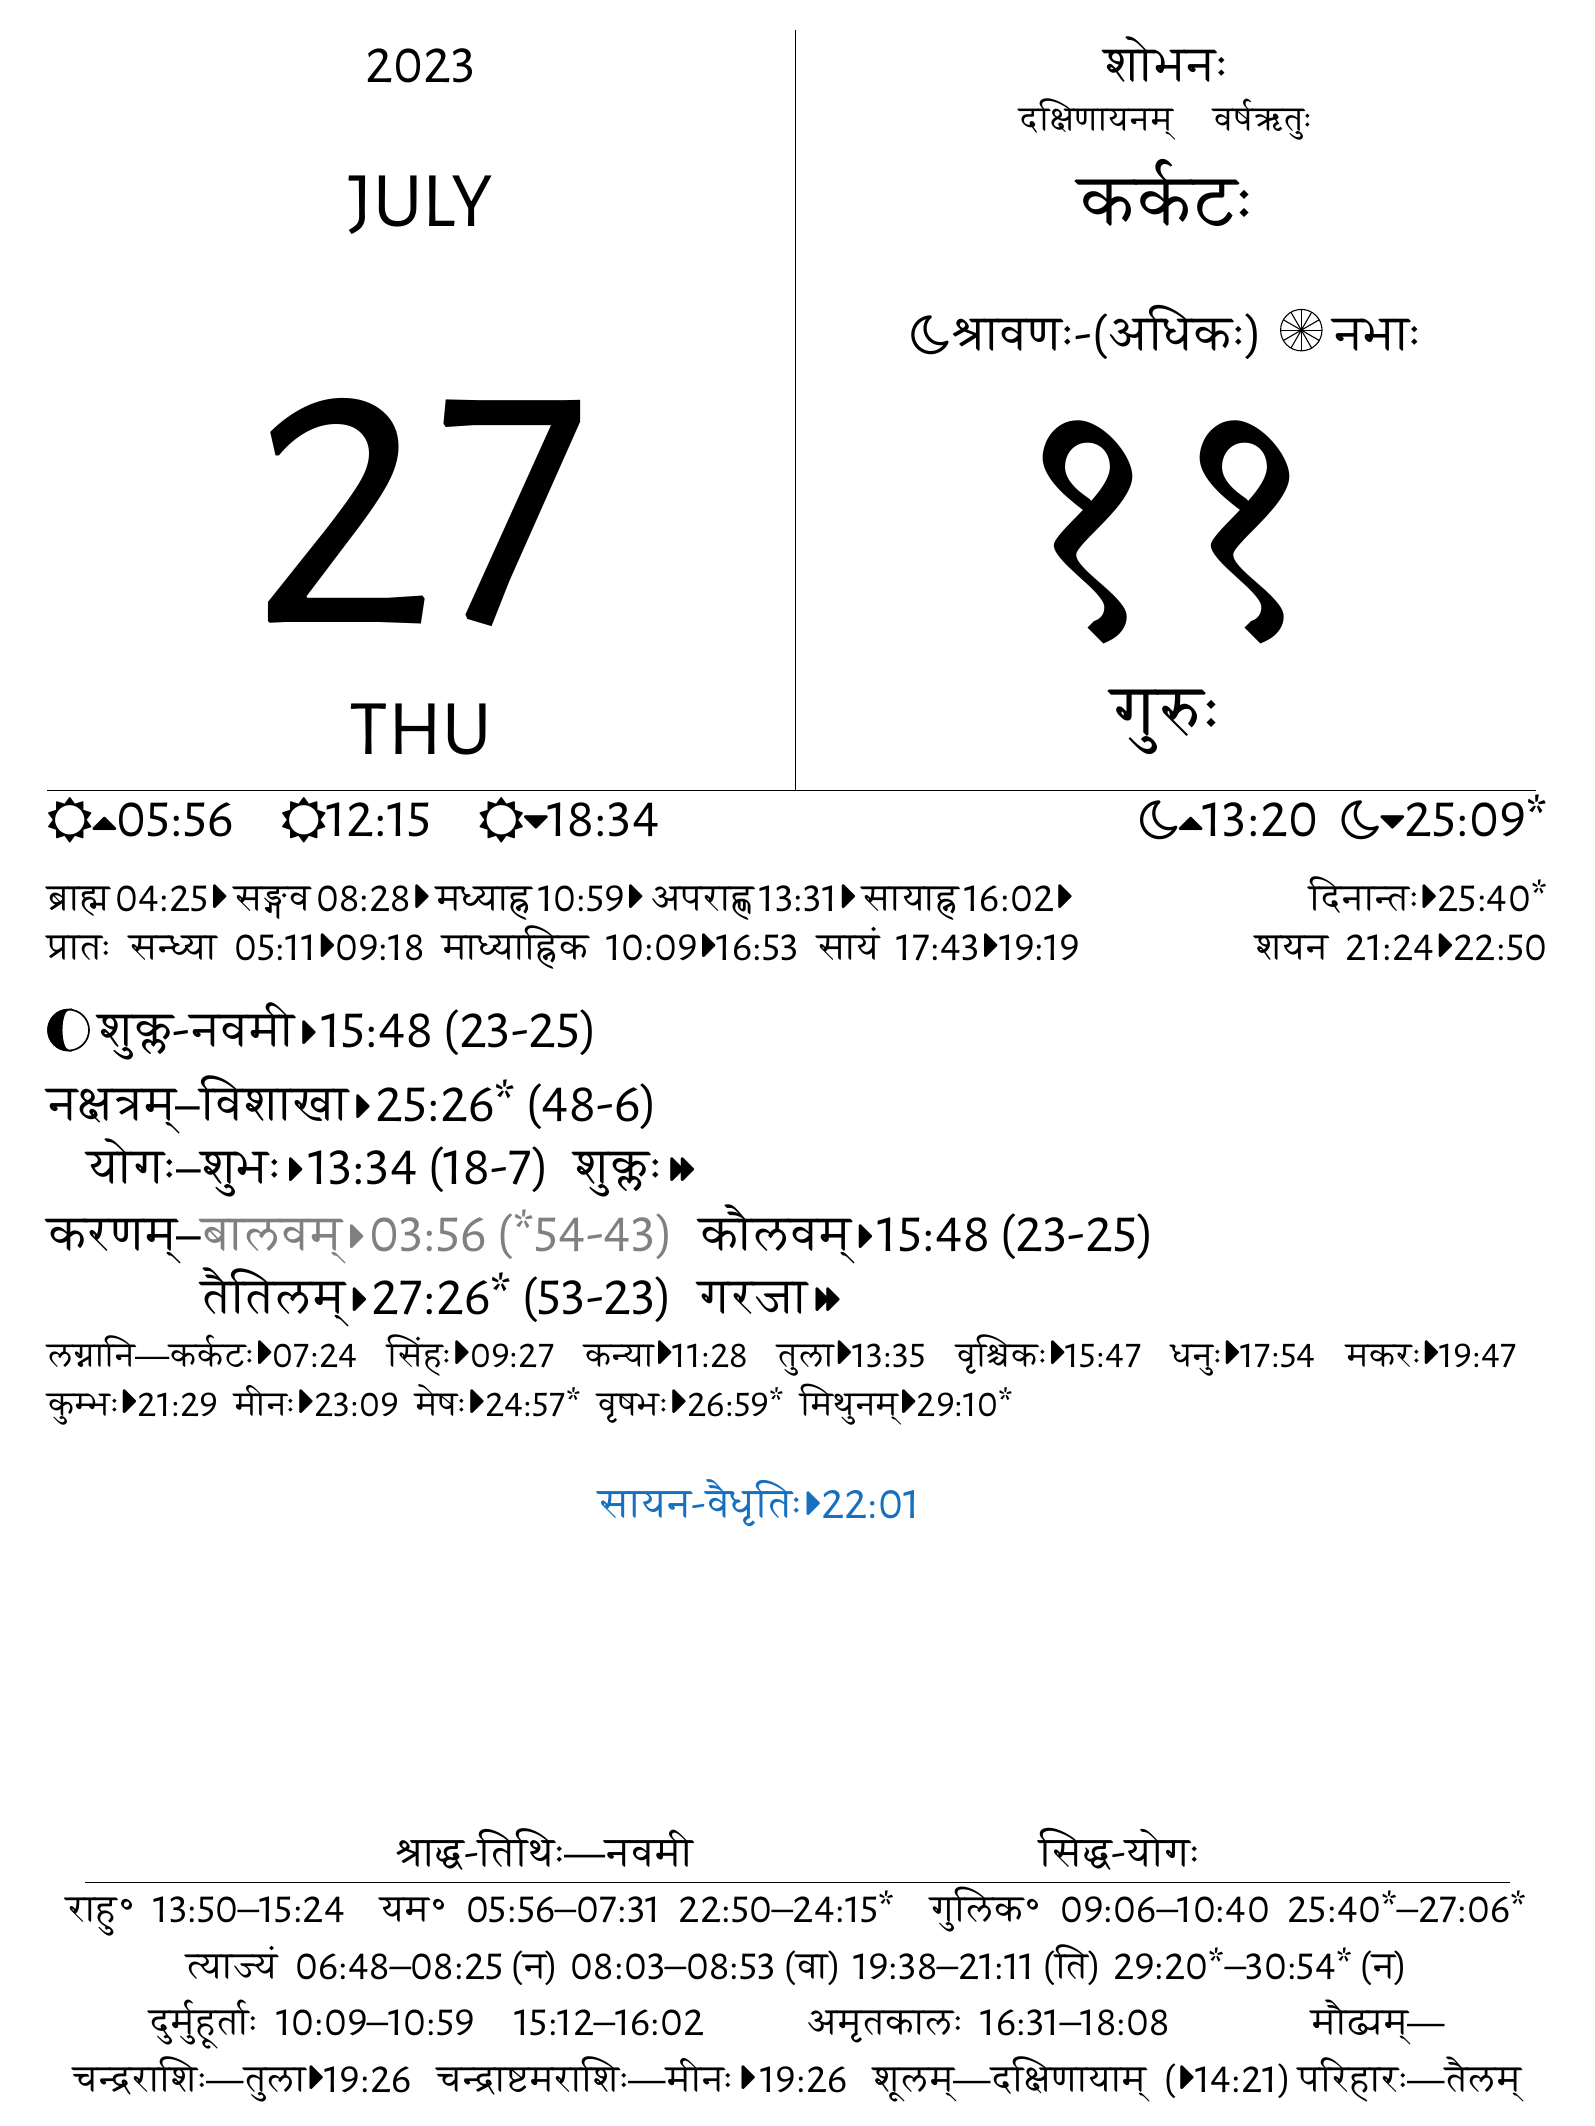 2023
JULY
27
THU
शोभनः
दक्षिणायनम् वर्षऋतुः
कर्कटः
श्रावणः-(अधिकः) नभाः
११
गुरुः
05:56 12:15 18:34 13:20 25:09*
ब्राह्म 04:25 सङ्गव 08:28 मध्याह्न 10:59 अपराह्ण 13:31 सायाह्न 16:02 दिनान्तः 25:40*
प्रातः सन्ध्या 05:11 09:18 माध्याह्निक 10:09 16:53 सायं 17:43 19:19 शयन 21:24 22:50
शुक्ल-नवमी 15:48 (23-25)
नक्षत्रम्–विशाखा 25:26* (48-6)
योगः–शुभः 13:34 (18-7) शुक्लः
करणम्–बालवम् 03:56 (*54-43) कौलवम् 15:48 (23-25)
तैतिलम् 27:26* (53-23) गरजा
लग्नानि—कर्कटः 07:24 सिंहः 09:27 कन्या 11:28 तुला 13:35 वृश्चिकः 15:47 धनुः 17:54 मकरः 19:47
कुम्भः 21:29 मीनः 23:09 मेषः 24:57* वृषभः 26:59* मिथुनम् 29:10*
सायन-वैधृतिः 22:01
श्राद्ध-तिथिः—नवमी सिद्ध-योगः
राहु॰ 13:50–15:24 यम॰ 05:56–07:31 22:50–24:15* गुलिक॰ 09:06–10:40 25:40*–27:06*
त्याज्यं 06:48–08:25 (न) 08:03–08:53 (वा) 19:38–21:11 (ति) 29:20*–30:54* (न)
दुर्मुहूर्ताः 10:09–10:59 15:12–16:02 अमृतकालः 16:31–18:08 मौढ्यम्—
चन्द्रराशिः—तुला 19:26 चन्द्राष्टमराशिः—मीनः 19:26 शूलम्—दक्षिणायाम् (14:21) परिहारः—तैलम्